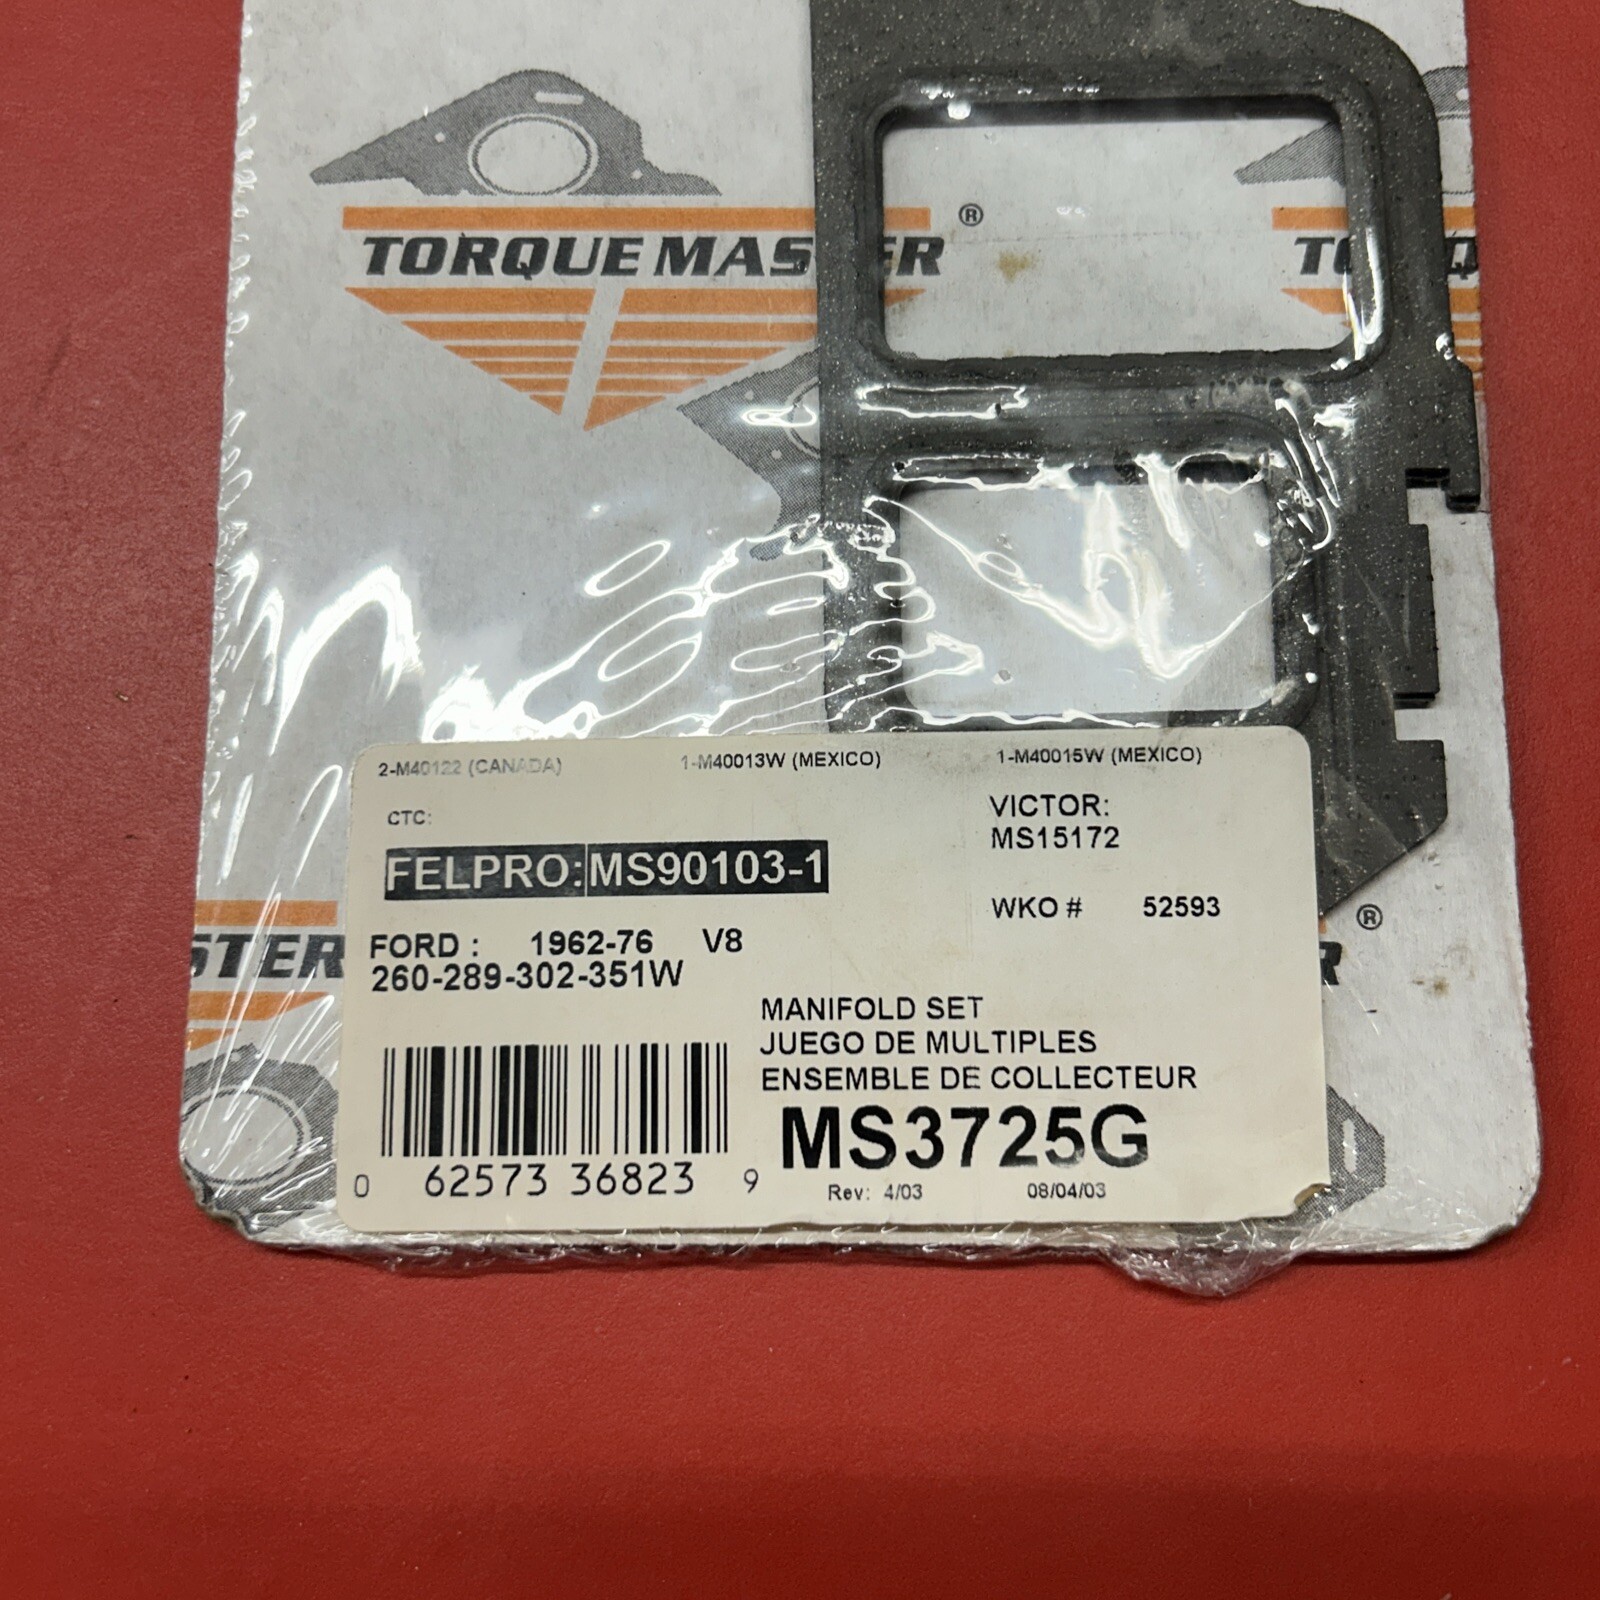 TORQUE MASTER ®
TORQ
STER
R ®
2-M40122 (CANADA) 1-M40013W (MEXICO) 1-M40015W (MEXICO)
CTC:
VICTOR:
MS15172
FELPRO: MS90103-1
WKO # 52593
FORD : 1962-76 V8
260-289-302-351W
MANIFOLD SET
JUEGO DE MULTIPLES
ENSEMBLE DE COLLECTEUR
MS3725G
0 62573 36823 9
Rev: 4/03 08/04/03